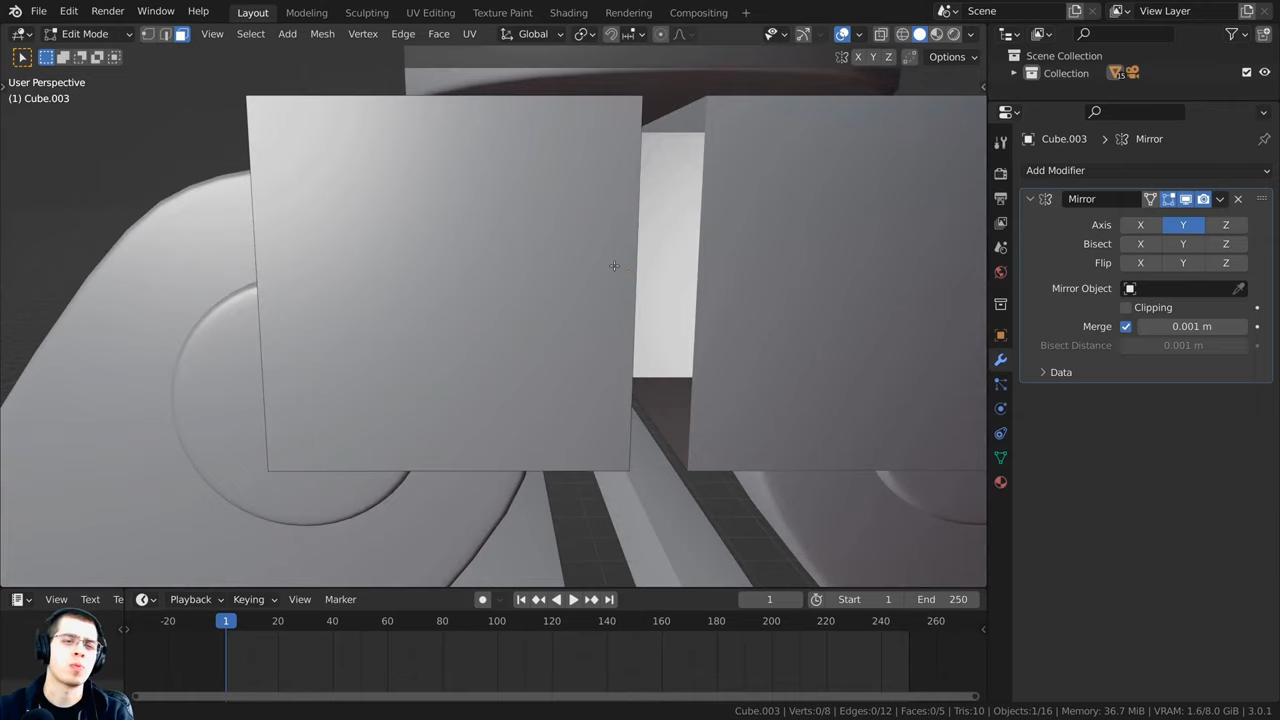 File Edit Render Window Help Layout Modeling Sculpting UV Editing Texture Paint Shading Rendering Compositing + Scene View Layer
Edit Mode View Select Add Mesh Vertex Edge Face UV Global
X Y Z Options
User Perspective
(1) Cube.003
Scene Collection
Collection 15
Cube.003 Mirror
Add Modifier
Mirror
Axis X Y Z
Bisect X Y Z
Flip X Y Z
Mirror Object
Clipping
Merge 0.001 m
Bisect Distance 0.001 m
Data
View Text Te Playback Keying View Marker 1 Start 1 End 250
-20 1 20 40 60 80 100 120 140 160 180 200 220 240 260
Cube.003 | Verts:0/8 | Edges:0/12 | Faces:0/5 | Tris:10 | Objects:1/16 | Memory: 36.7 MiB | VRAM: 1.6/8.0 GiB | 3.0.1